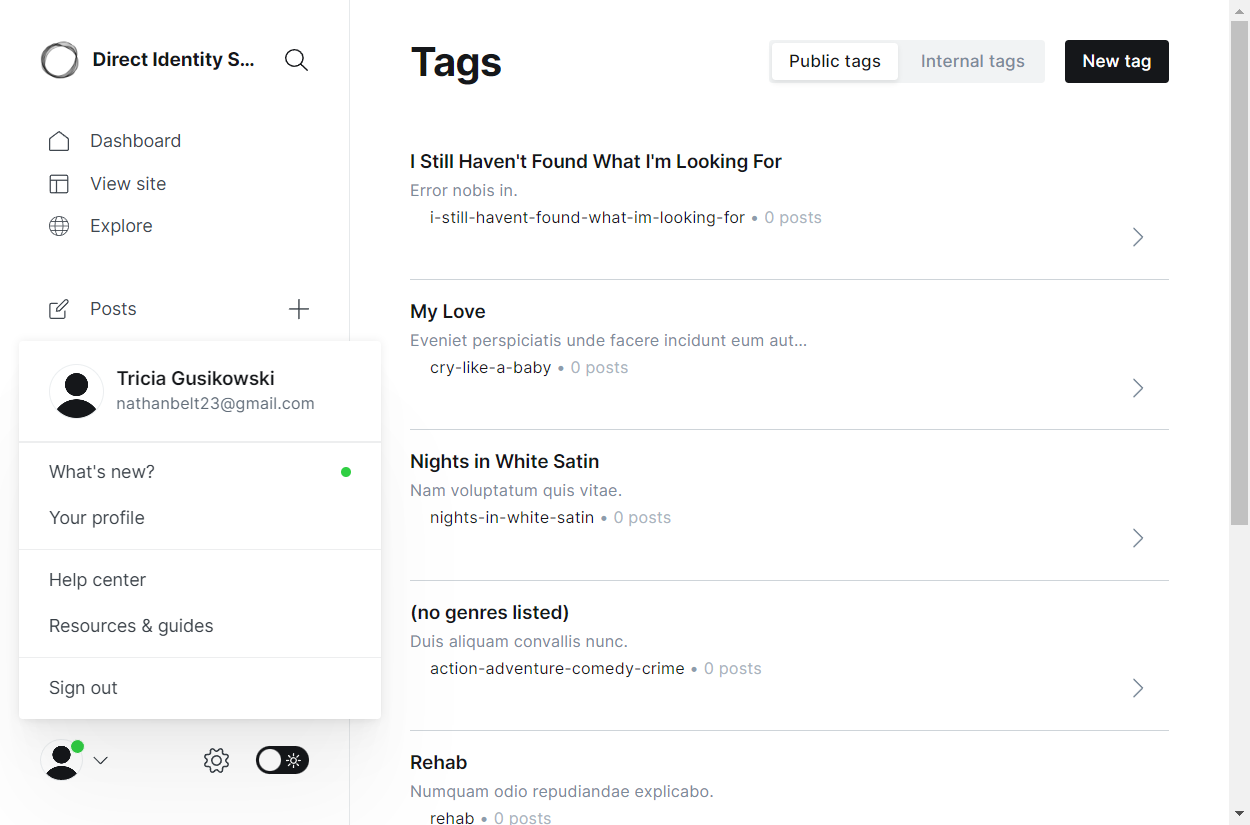 Direct Identity S...
Dashboard
View site
Explore
Posts
Tricia Gusikowski
nathanbelt23@gmail.com
What's new?
Your profile
Help center
Resources & guides
Sign out
Tags
Public tags
Internal tags
New tag
I Still Haven't Found What I'm Looking For
Error nobis in.
i-still-havent-found-what-im-looking-for • 0 posts
My Love
Eveniet perspiciatis unde facere incidunt eum aut...
cry-like-a-baby • 0 posts
Nights in White Satin
Nam voluptatum quis vitae.
nights-in-white-satin • 0 posts
(no genres listed)
Duis aliquam convallis nunc.
action-adventure-comedy-crime • 0 posts
Rehab
Numquam odio repudiandae explicabo.
rehab • 0 posts